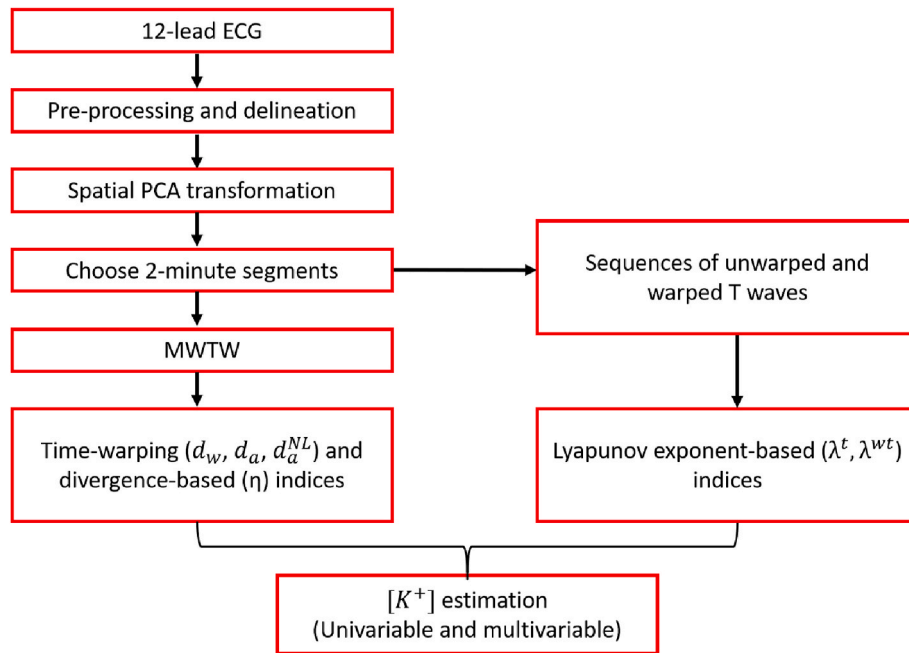 12-lead ECG
Pre-processing and delineation
Spatial PCA transformation
Choose 2-minute segments
MWTW
Time-warping (d_w, d_a, d_a^{NL}) and
divergence-based (η) indices
Sequences of unwarped and
warped T waves
Lyapunov exponent-based (λ^t, λ^{wt})
indices
[K^+] estimation
(Univariable and multivariable)